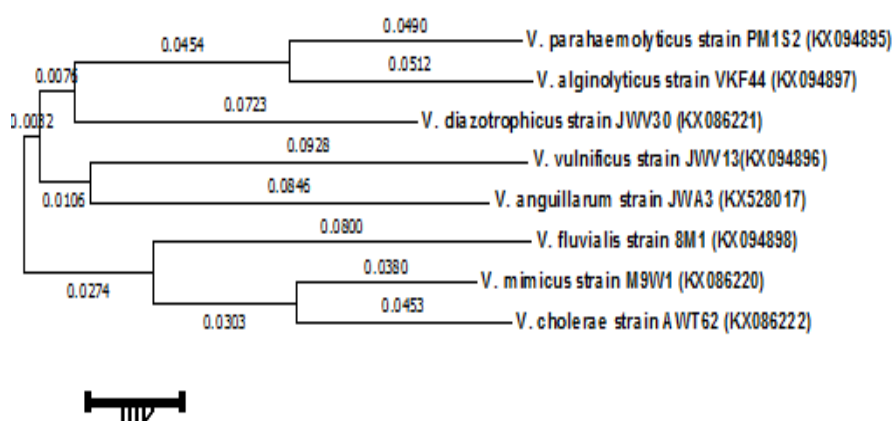 0.0490
V. parahaemolyticus strain PM1S2 (KX094895)
0.0454
0.0512
V. alginolyticus strain VKF44 (KX094897)
0.0076
0.0723
V. diazotrophicus strain JWV30 (KX086221)
0.0032
0.0928
V. vulnificus strain JWV13(KX094896)
0.0106
0.0846
V. anguillarum strain JWA3 (KX528017)
0.0800
V. fluvialis strain 8M1 (KX094898)
0.0274
0.0380
V. mimicus strain M9W1 (KX086220)
0.0303
0.0453
V. cholerae strain AWT62 (KX086222)